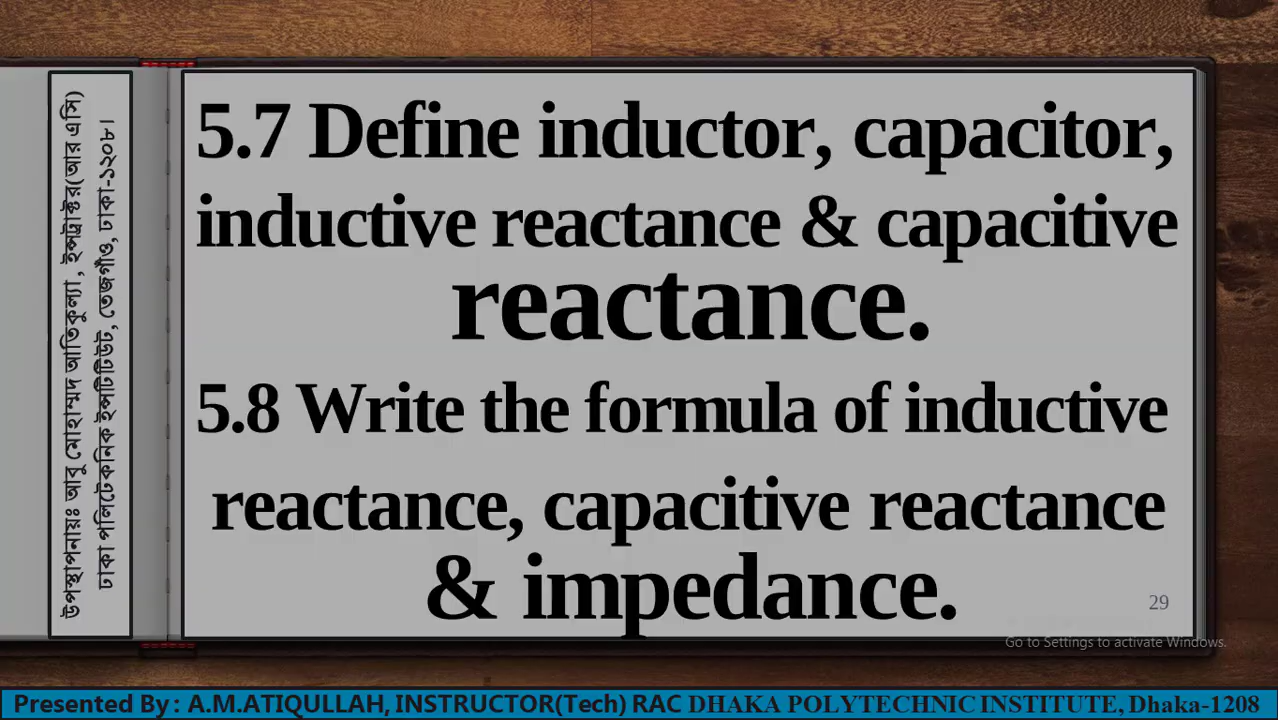 উপস্থাপনায়ঃ আবু মোহাম্মদ আতিকুল্যা, ইন্সট্রাক্টর(আর এসি)
ঢাকা পলিটেকনিক ইন্সটিটিউট, তেজগাঁও, ঢাকা-১২০৮।
5.7 Define inductor, capacitor,
inductive reactance & capacitive
reactance.
5.8 Write the formula of inductive
reactance, capacitive reactance
& impedance.
29
Go to Settings to activate Windows.
Presented By : A.M.ATIQULLAH, INSTRUCTOR(Tech) RAC DHAKA POLYTECHNIC INSTITUTE, Dhaka-1208